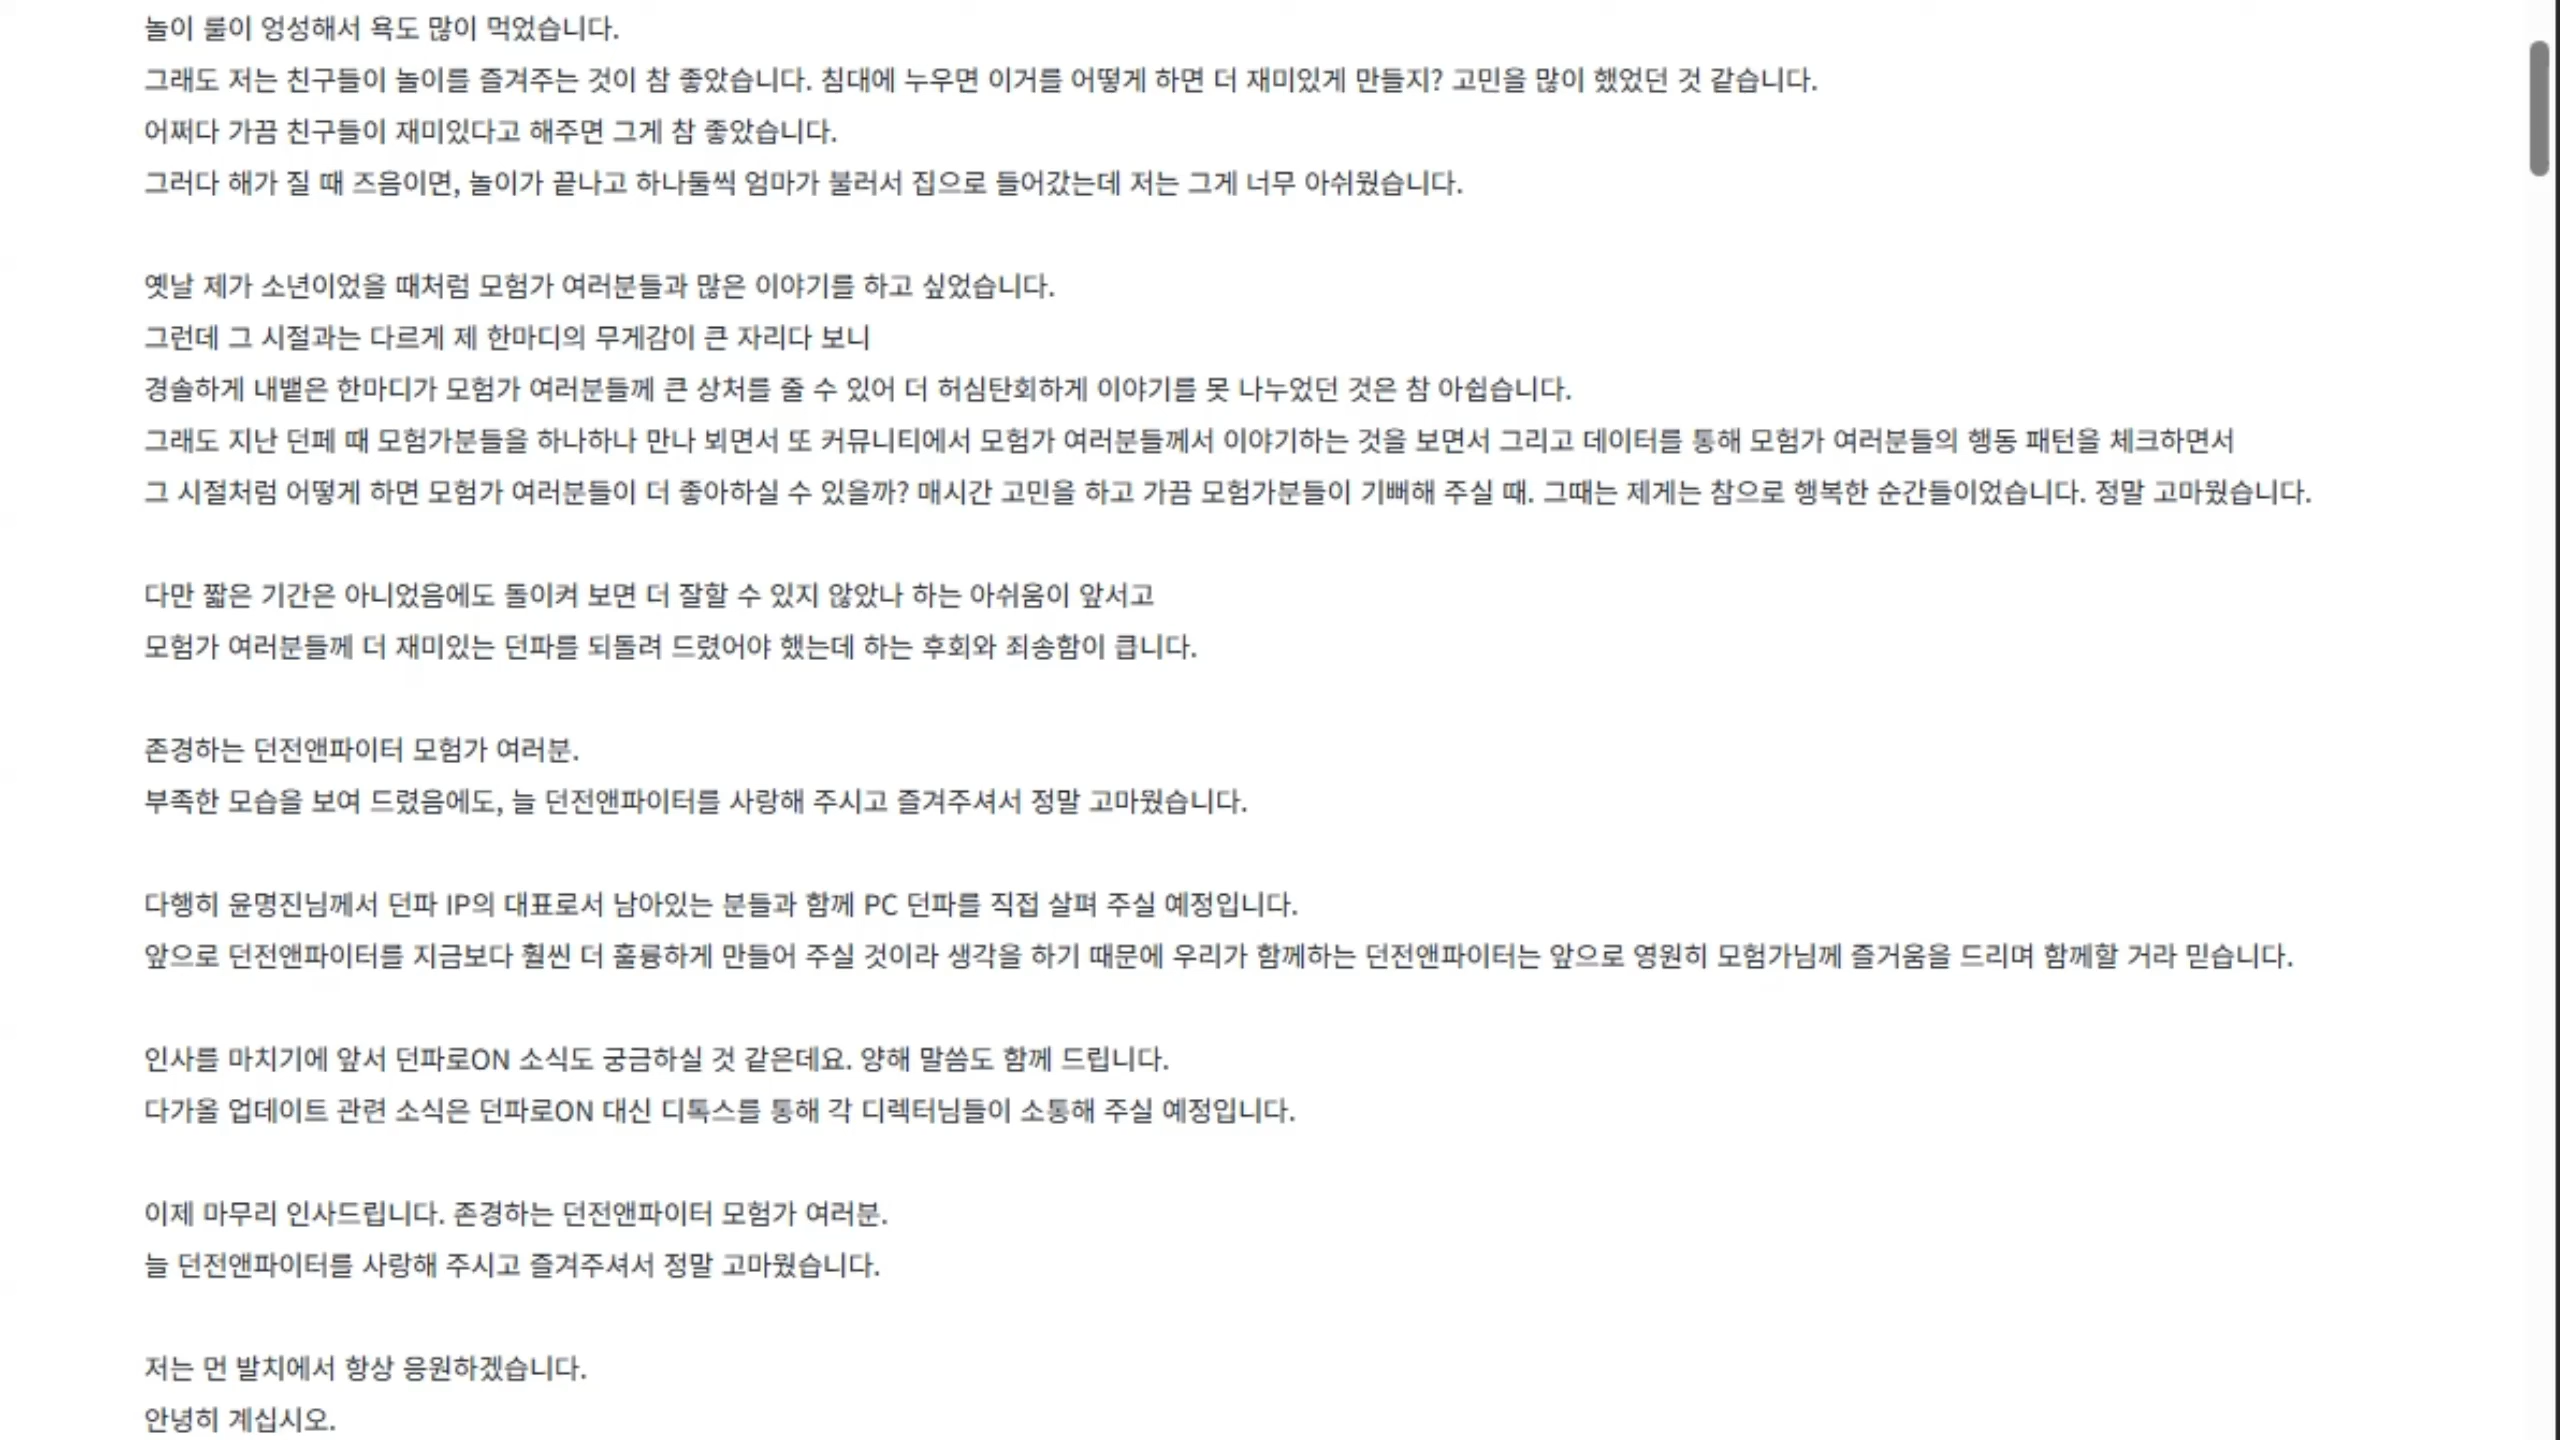 놀이 룰이 엉성해서 욕도 많이 먹었습니다.
그래도 저는 친구들이 놀이를 즐겨주는 것이 참 좋았습니다. 침대에 누우면 이거를 어떻게 하면 더 재미있게 만들지? 고민을 많이 했었던 것 같습니다.
어쩌다 가끔 친구들이 재미있다고 해주면 그게 참 좋았습니다.
그러다 해가 질 때 즈음이면, 놀이가 끝나고 하나둘씩 엄마가 불러서 집으로 들어갔는데 저는 그게 너무 아쉬웠습니다.
옛날 제가 소년이었을 때처럼 모험가 여러분들과 많은 이야기를 하고 싶었습니다.
그런데 그 시절과는 다르게 제 한마디의 무게감이 큰 자리다 보니
경솔하게 내뱉은 한마디가 모험가 여러분들께 큰 상처를 줄 수 있어 더 허심탄회하게 이야기를 못 나누었던 것은 참 아쉽습니다.
그래도 지난 던페 때 모험가분들을 하나하나 만나 뵈면서 또 커뮤니티에서 모험가 여러분들께서 이야기하는 것을 보면서 그리고 데이터를 통해 모험가 여러분들의 행동 패턴을 체크하면서
그 시절처럼 어떻게 하면 모험가 여러분들이 더 좋아하실 수 있을까? 매시간 고민을 하고 가끔 모험가분들이 기뻐해 주실 때. 그때는 제게는 참으로 행복한 순간들이었습니다. 정말 고마웠습니다.
다만 짧은 기간은 아니었음에도 돌이켜 보면 더 잘할 수 있지 않았나 하는 아쉬움이 앞서고
모험가 여러분들께 더 재미있는 던파를 되돌려 드렸어야 했는데 하는 후회와 죄송함이 큽니다.
존경하는 던전앤파이터 모험가 여러분.
부족한 모습을 보여 드렸음에도, 늘 던전앤파이터를 사랑해 주시고 즐겨주셔서 정말 고마웠습니다.
다행히 윤명진님께서 던파 IP의 대표로서 남아있는 분들과 함께 PC 던파를 직접 살펴 주실 예정입니다.
앞으로 던전앤파이터를 지금보다 훨씬 더 훌륭하게 만들어 주실 것이라 생각을 하기 때문에 우리가 함께하는 던전앤파이터는 앞으로 영원히 모험가님께 즐거움을 드리며 함께할 거라 믿습니다.
인사를 마치기에 앞서 던파로ON 소식도 궁금하실 것 같은데요. 양해 말씀도 함께 드립니다.
다가올 업데이트 관련 소식은 던파로ON 대신 디톡스를 통해 각 디렉터님들이 소통해 주실 예정입니다.
이제 마무리 인사드립니다. 존경하는 던전앤파이터 모험가 여러분.
늘 던전앤파이터를 사랑해 주시고 즐겨주셔서 정말 고마웠습니다.
저는 먼 발치에서 항상 응원하겠습니다.
안녕히 계십시오.